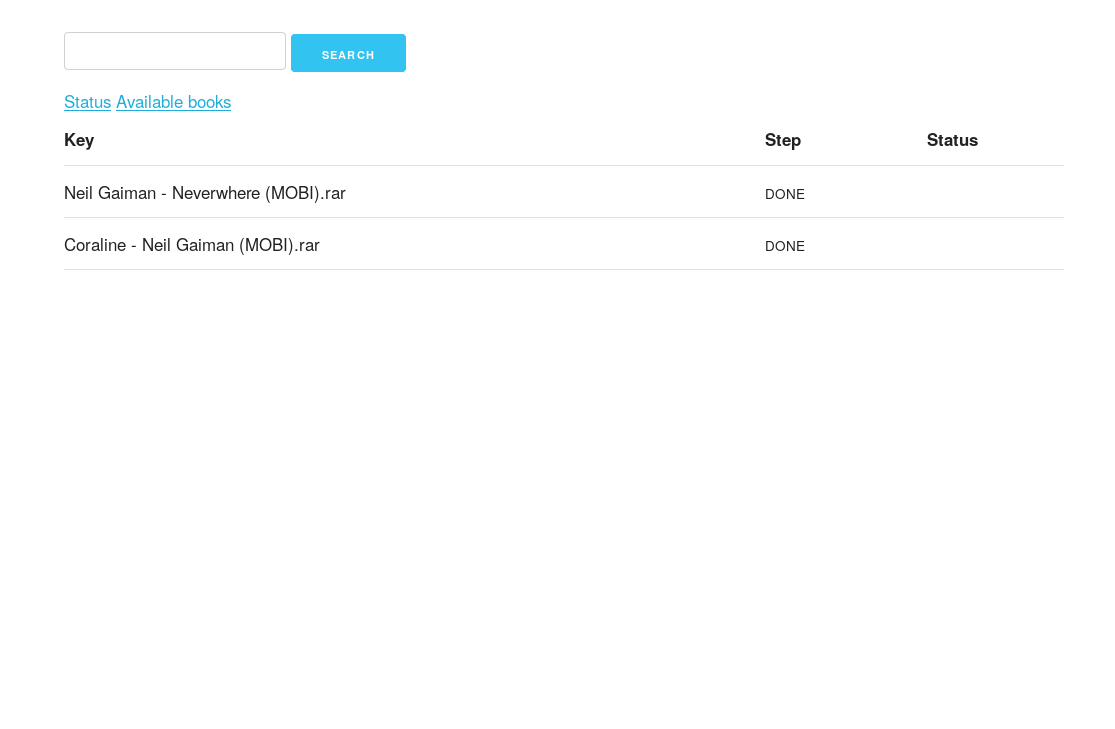 SEARCH
Status Available books
Key Step Status
Neil Gaiman - Neverwhere (MOBI).rar DONE
Coraline - Neil Gaiman (MOBI).rar DONE